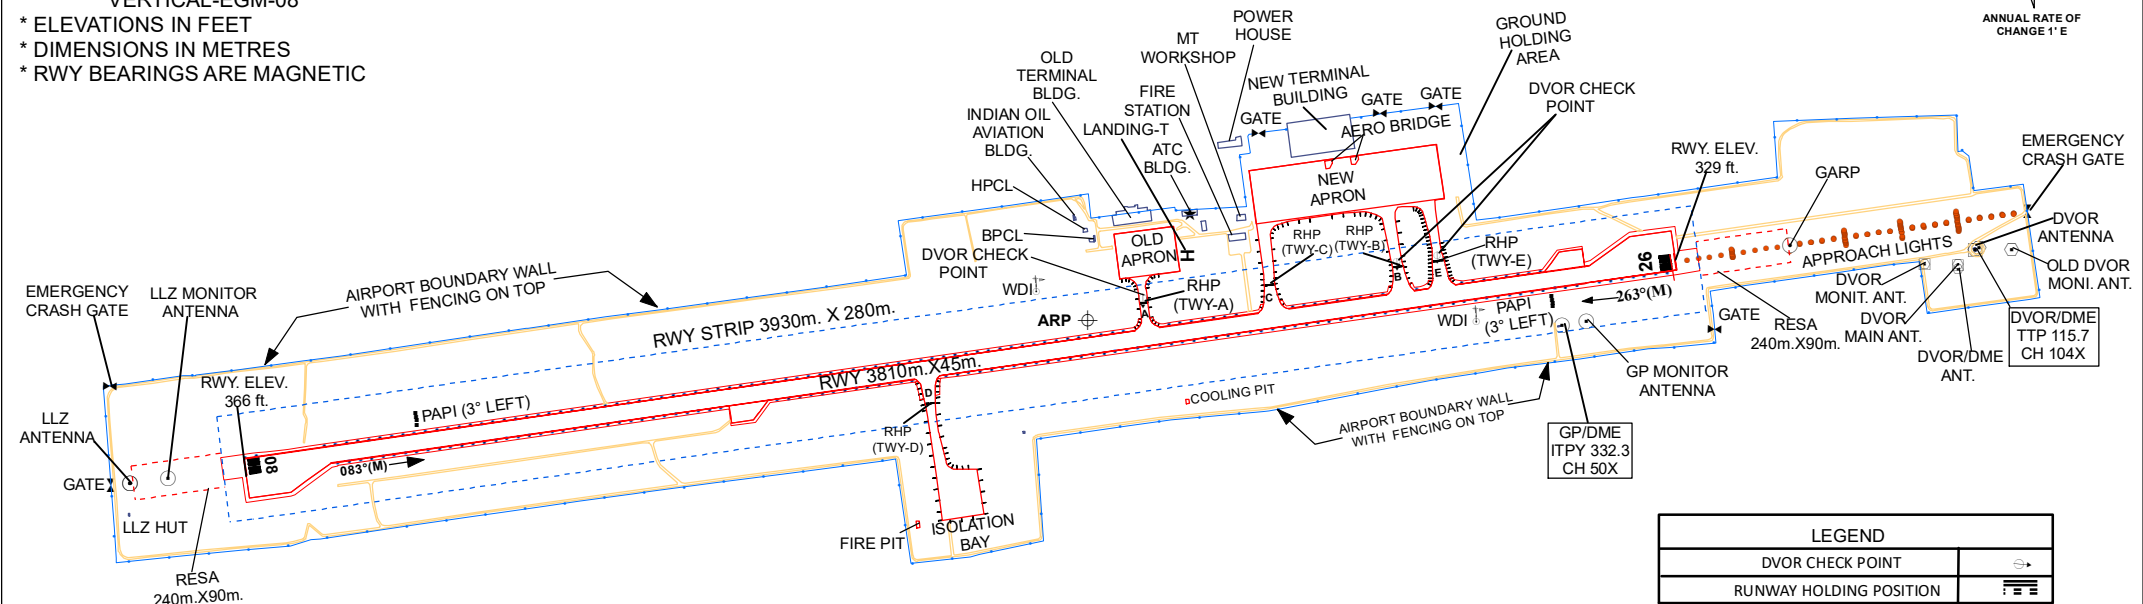 VERTICAL-EGM-08
* ELEVATIONS IN FEET
* DIMENSIONS IN METRES
* RWY BEARINGS ARE MAGNETIC
ANNUAL RATE OF
CHANGE 1' E
POWER
HOUSE
MT
WORKSHOP
OLD
TERMINAL
BLDG.
FIRE
STATION
NEW TERMINAL
BUILDING
GROUND
HOLDING
AREA
GATE
GATE
GATE
DVOR CHECK
POINT
INDIAN OIL
AVIATION
BLDG.
LANDING-T
ATC
BLDG.
AERO BRIDGE
NEW
APRON
RWY. ELEV.
329 ft.
EMERGENCY
CRASH GATE
GARP
HPCL
BPCL
OLD
APRON
H
DVOR CHECK
POINT
WDI
RHP
(TWY-A)
A
RHP
(TWY-C)
C
RHP
(TWY-B)
B
RHP
(TWY-E)
E
26
APPROACH LIGHTS
DVOR
ANTENNA
OLD DVOR
MONI. ANT.
DVOR
MONIT. ANT.
DVOR
MAIN ANT.
DVOR/DME
ANT.
DVOR/DME
TTP 115.7
CH 104X
EMERGENCY
CRASH GATE
LLZ MONITOR
ANTENNA
AIRPORT BOUNDARY WALL
WITH FENCING ON TOP
RWY STRIP 3930m. X 280m.
ARP
WDI
PAPI
(3° LEFT)
263°(M)
GATE
RESA
240m.X90m.
RWY 3810m.X45m.
RWY. ELEV.
366 ft.
PAPI (3° LEFT)
D
RHP
(TWY-D)
COOLING PIT
AIRPORT BOUNDARY WALL
WITH FENCING ON TOP
GP MONITOR
ANTENNA
GP/DME
ITPY 332.3
CH 50X
LLZ
ANTENNA
08
083°(M)
GATE
LLZ HUT
RESA
240m.X90m.
FIRE PIT
ISOLATION
BAY
LEGEND
DVOR CHECK POINT
RUNWAY HOLDING POSITION